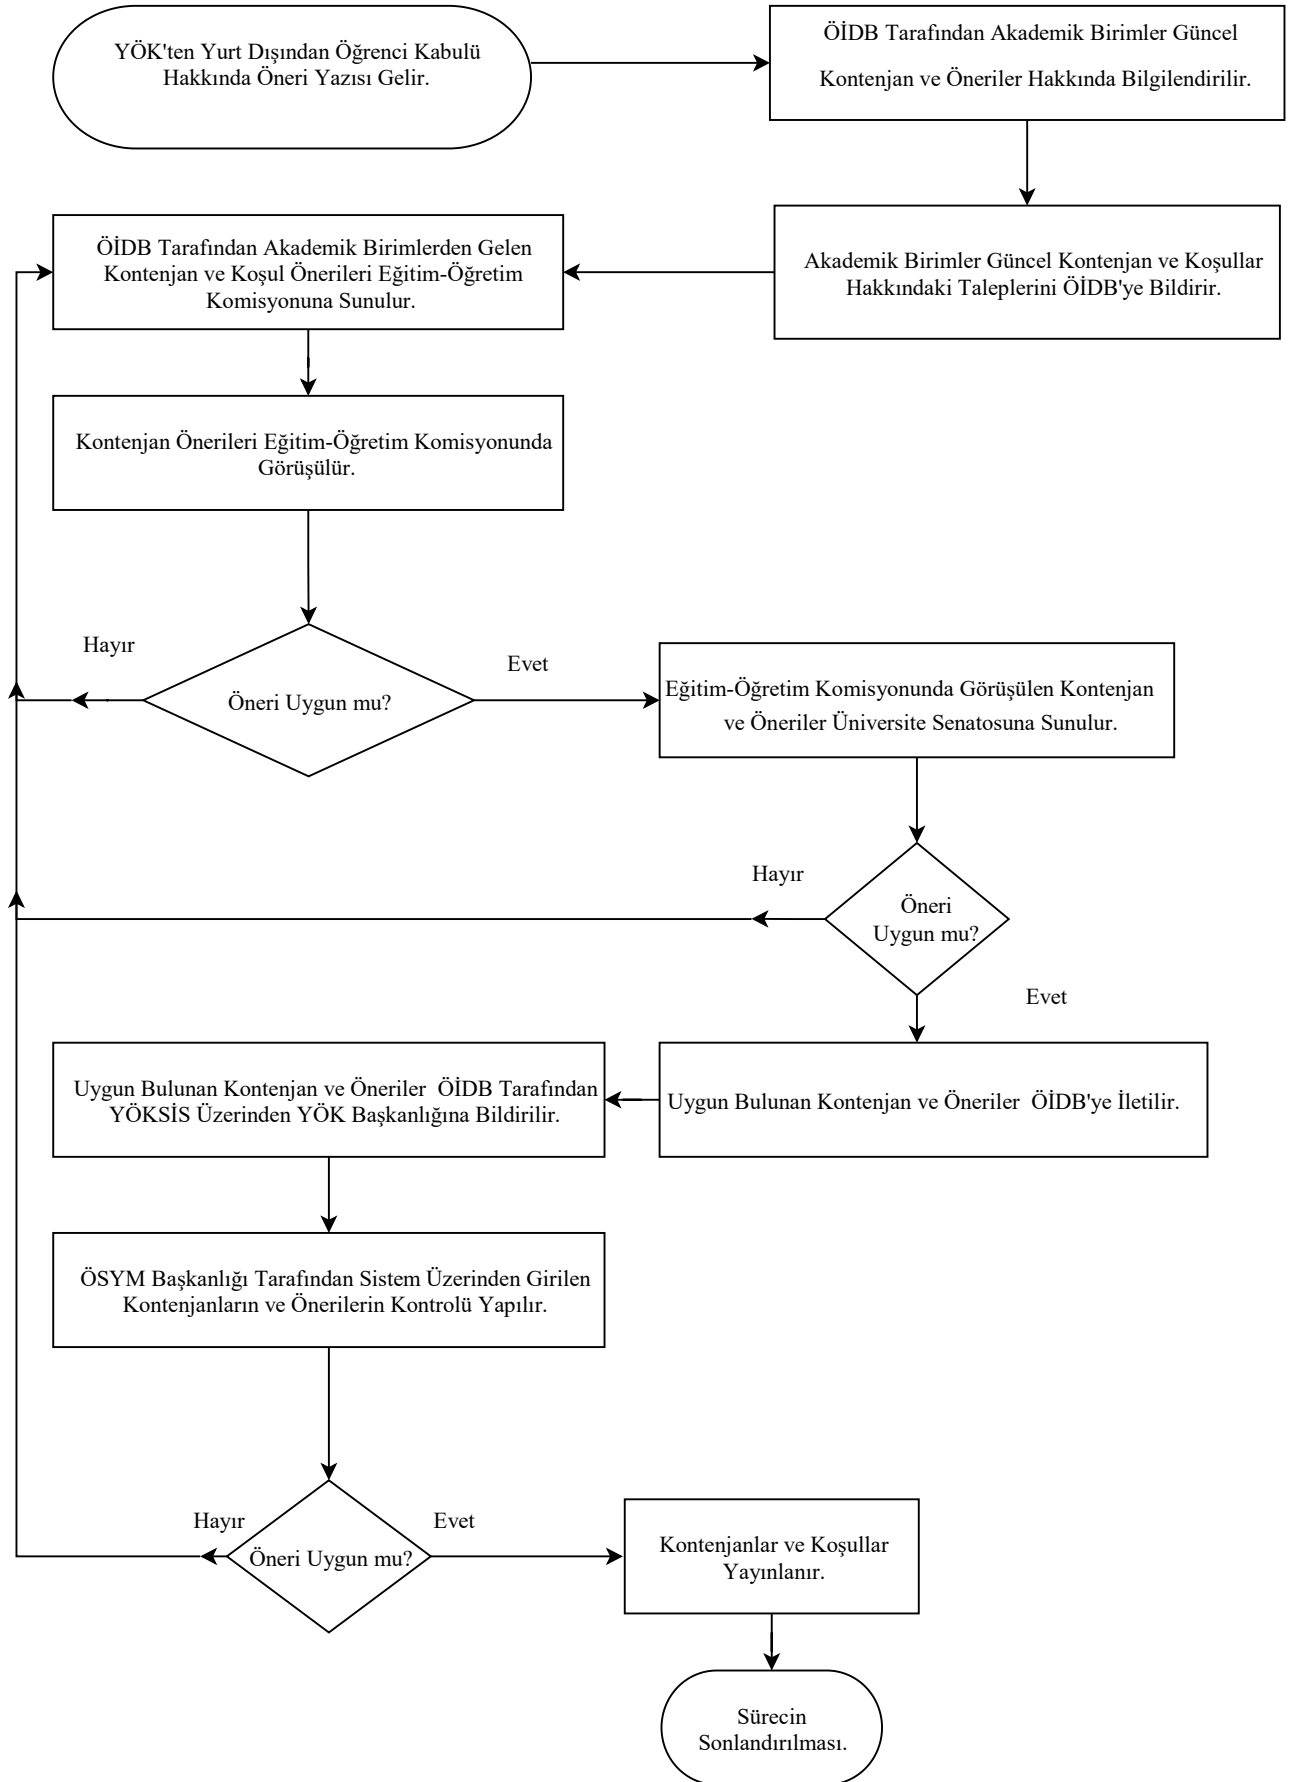 YÖK'ten Yurt Dışından Öğrenci Kabulü
Hakkında Öneri Yazısı Gelir.
ÖİDB Tarafından Akademik Birimler Güncel
Kontenjan ve Öneriler Hakkında Bilgilendirilir.
Akademik Birimler Güncel Kontenjan ve Koşullar
Hakkındaki Taleplerini ÖİDB'ye Bildirir.
ÖİDB Tarafından Akademik Birimlerden Gelen
Kontenjan ve Koşul Önerileri Eğitim-Öğretim
Komisyonuna Sunulur.
Kontenjan Önerileri Eğitim-Öğretim Komisyonunda
Görüşülür.
Öneri Uygun mu?
Hayır
Evet
Eğitim-Öğretim Komisyonunda Görüşülen Kontenjan
ve Öneriler Üniversite Senatosuna Sunulur.
Öneri
Uygun mu?
Hayır
Evet
Uygun Bulunan Kontenjan ve Öneriler ÖİDB'ye İletilir.
Uygun Bulunan Kontenjan ve Öneriler ÖİDB Tarafından
YÖKSİS Üzerinden YÖK Başkanlığına Bildirilir.
ÖSYM Başkanlığı Tarafından Sistem Üzerinden Girilen
Kontenjanların ve Önerilerin Kontrolü Yapılır.
Öneri Uygun mu?
Hayır
Evet
Kontenjanlar ve Koşullar
Yayınlanır.
Sürecin
Sonlandırılması.